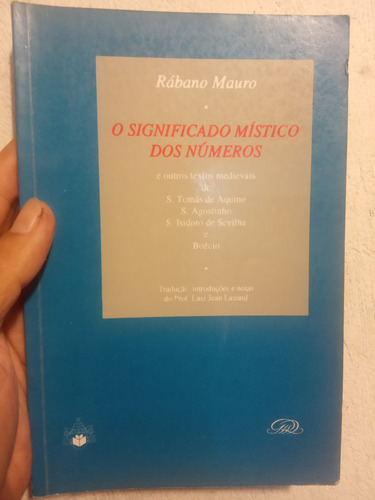 Rábano Mauro
O SIGNIFICADO MÍSTICO
DOS NÚMEROS
e outros textos medievais
de
S. Tomás de Aquino
S. Agostinho
S. Isidoro de Sevilha
e
Boécio
Tradução, introduções e notas
do Prof. Luiz Jean Lauand